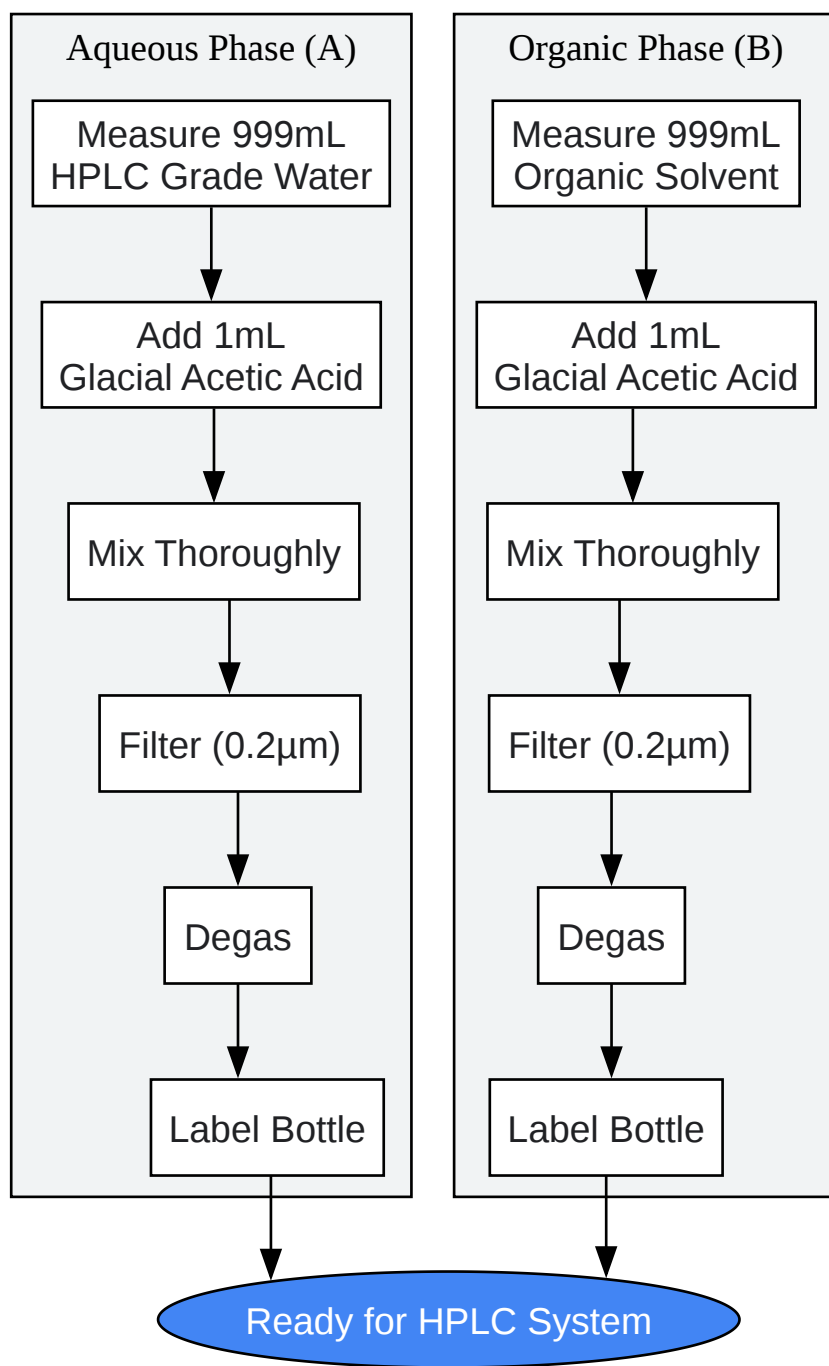 Aqueous Phase (A)
Measure 999mL
HPLC Grade Water
Add 1mL
Glacial Acetic Acid
Mix Thoroughly
Filter (0.2µm)
Degas
Label Bottle
Organic Phase (B)
Measure 999mL
Organic Solvent
Add 1mL
Glacial Acetic Acid
Mix Thoroughly
Filter (0.2µm)
Degas
Label Bottle
Ready for HPLC System